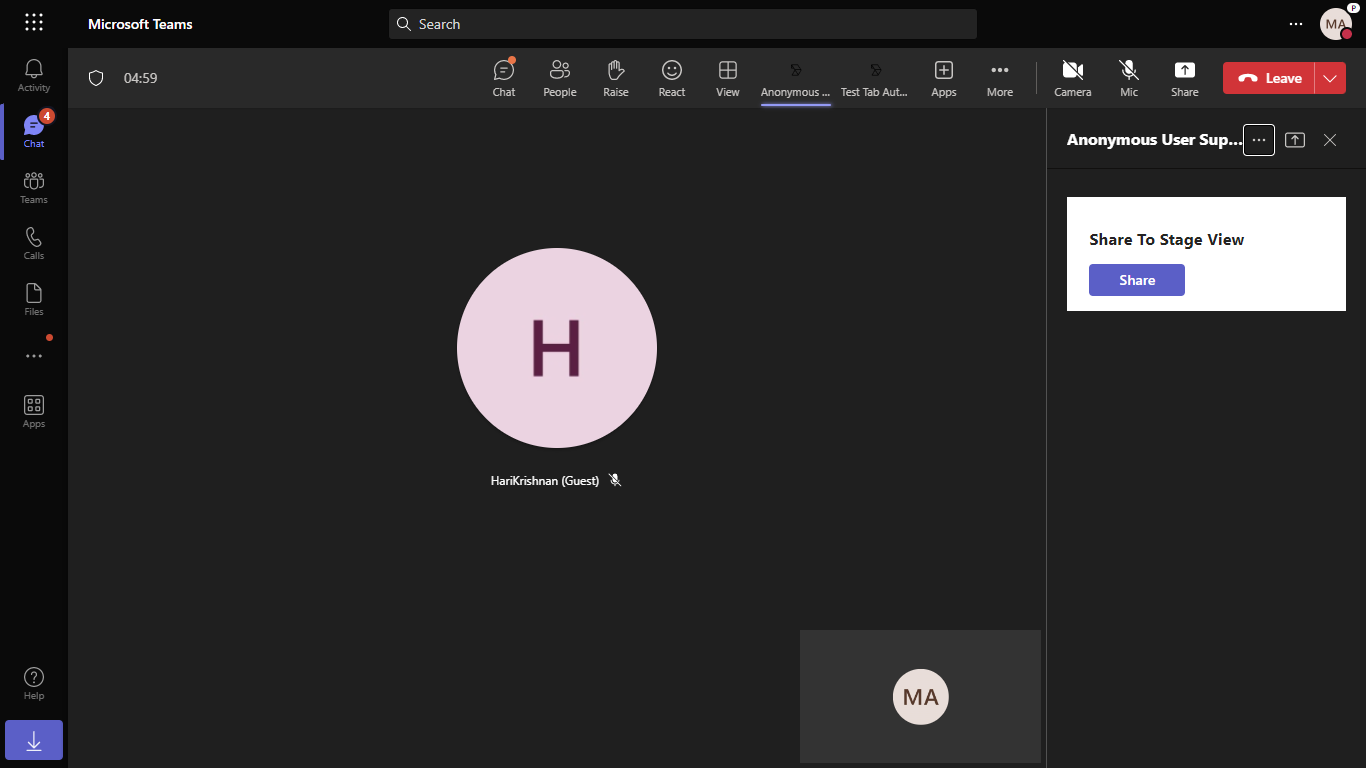 Microsoft Teams
Search
MA
P
Activity
4
Chat
Teams
Calls
Files
Apps
Help
04:59
Chat
People
Raise
React
View
Anonymous ...
Test Tab Aut...
Apps
More
Camera
Mic
Share
Leave
H
HariKrishnan (Guest)
MA
Anonymous User Sup...
Share To Stage View
Share